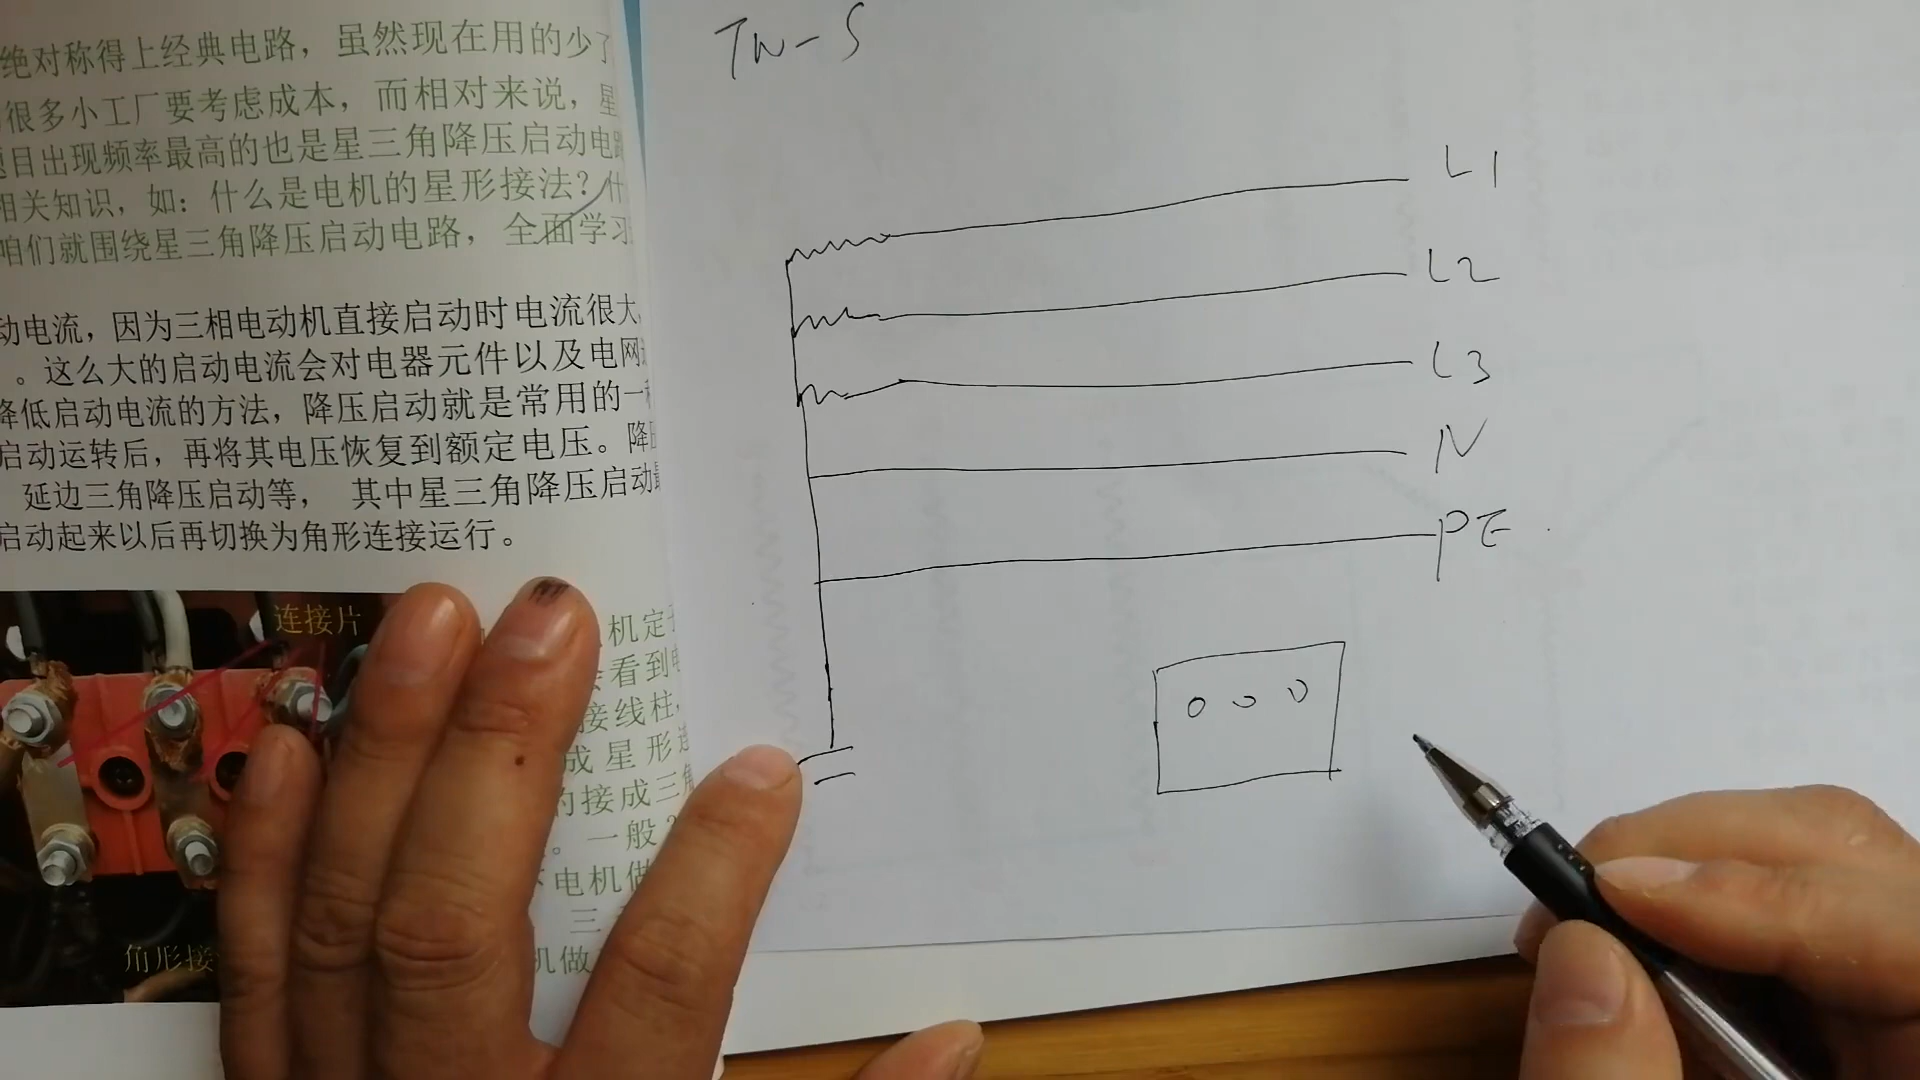 绝对称得上经典电路，虽然现在用的少了
很多小工厂要考虑成本，而相对来说，星
题目出现频率最高的也是星三角降压启动电路
相关知识，如：什么是电机的星形接法？什
咱们就围绕星三角降压启动电路，全面学习
动电流，因为三相电动机直接启动时电流很大，
。这么大的启动电流会对电器元件以及电网
降低启动电流的方法，降压启动就是常用的一
启动运转后，再将其电压恢复到额定电压。降
延边三角降压启动等， 其中星三角降压启动
启动起来以后再切换为角形连接运行。
连接片
机定
会看到
接线柱，
成星形连
的接成三角
。一般
电机做
三
机做
角形接
TN-S
L1
L2
L3
N
PE